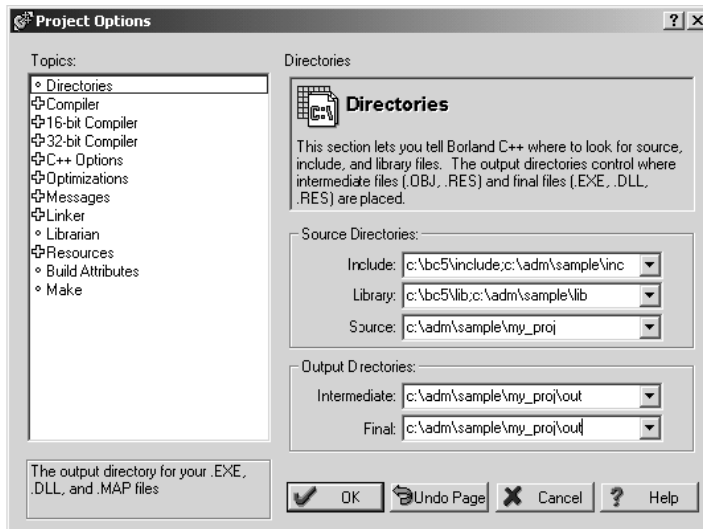 Project Options
Topics:
Directories
Compiler
16-bit Compiler
32-bit Compiler
C++ Options
Optimizations
Messages
Linker
Librarian
Resources
Build Attributes
Make
The output directory for your .EXE,
.DLL, and .MAP files
Directories
C:\
Directories
This section lets you tell Borland C++ where to look for source,
include, and library files. The output directories control where
intermediate files (.OBJ, .RES) and final files (.EXE, .DLL,
.RES) are placed.
Source Directories:
Include: c:\bc5\include;c:\adm\sample\inc
Library: c:\bc5\lib;c:\adm\sample\lib
Source: c:\adm\sample\my_proj
Output Directories:
Intermediate: c:\adm\sample\my_proj\out
Final: c:\adm\sample\my_proj\out
OK Undo Page Cancel ? Help